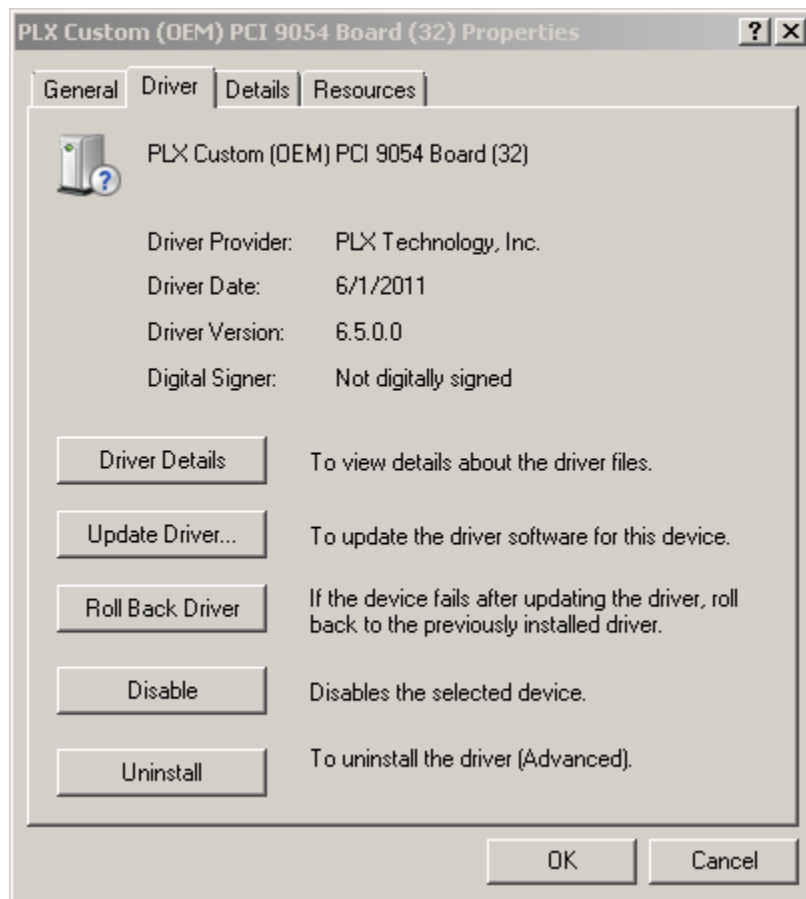 PLX Custom (OEM) PCI 9054 Board (32) Properties
General Driver Details Resources
PLX Custom (OEM) PCI 9054 Board (32)
Driver Provider: PLX Technology, Inc.
Driver Date: 6/1/2011
Driver Version: 6.5.0.0
Digital Signer: Not digitally signed
Driver Details To view details about the driver files.
Update Driver... To update the driver software for this device.
Roll Back Driver If the device fails after updating the driver, roll
back to the previously installed driver.
Disable Disables the selected device.
Uninstall To uninstall the driver (Advanced).
OK Cancel